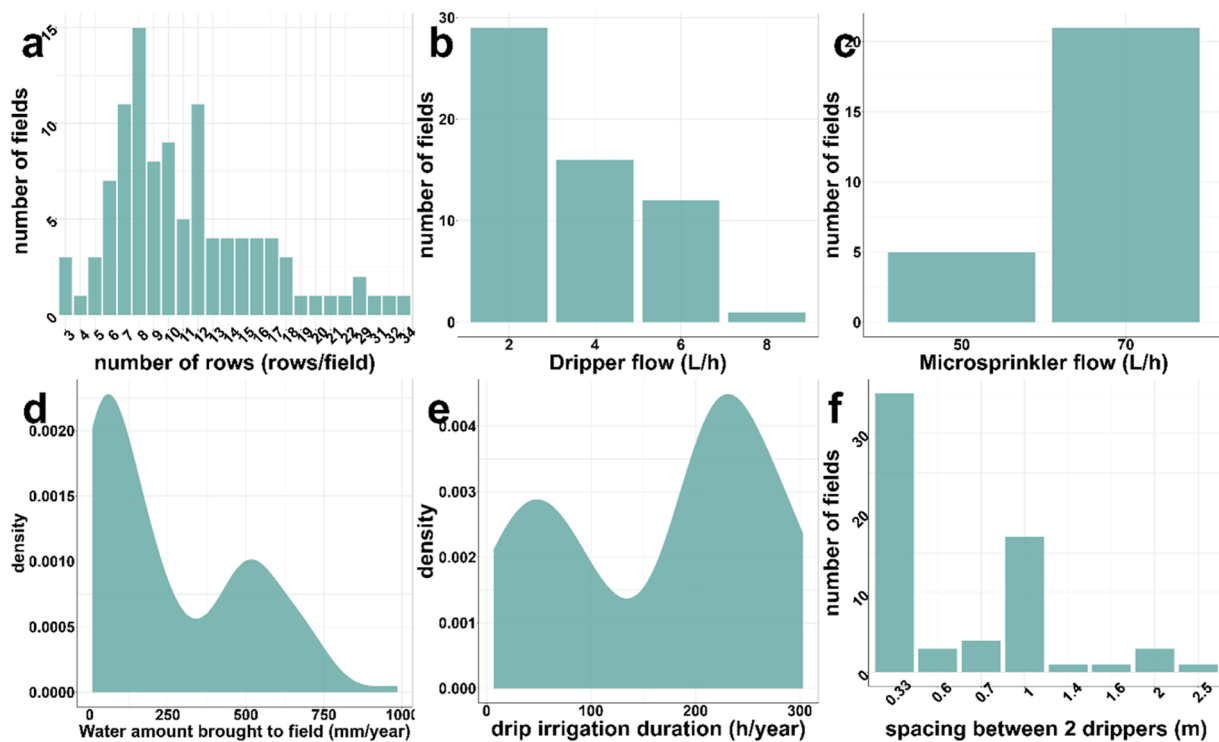 a
number of fields
15
10
5
0
3 4 5 6 7 8 9 10 11 12 13 14 15 16 17 18 19 20 21 22 29 31 32 34
number of rows (rows/field)
b
number of fields
30
20
10
0
2 4 6 8
Dripper flow (L/h)
c
number of fields
20
15
10
5
0
50 70
Microsprinkler flow (L/h)
d
density
0.0020
0.0015
0.0010
0.0005
0.0000
0 250 500 750 1000
Water amount brought to field (mm/year)
e
density
0.004
0.003
0.002
0.001
0.000
0 100 200 300
drip irrigation duration (h/year)
f
number of fields
30
20
10
0
0.33 0.6 0.7 1 1.4 1.6 2 2.5
spacing between 2 drippers (m)